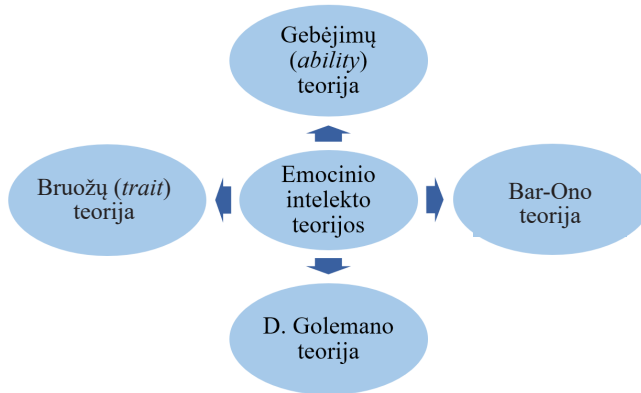 Gebėjimų
(ability)
teorija
Bruožų (trait)
teorija
Emocinio
intelekto
teorijos
Bar-Ono
teorija
D. Golemano
teorija